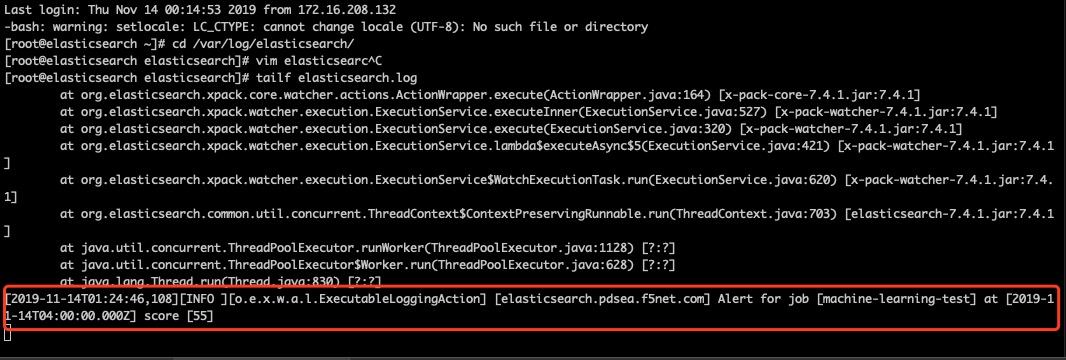 Last login: Thu Nov 14 00:14:53 2019 from 172.16.208.132
-bash: warning: setlocale: LC_CTYPE: cannot change locale (UTF-8): No such file or directory
[root@elasticsearch ~]# cd /var/log/elasticsearch/
[root@elasticsearch elasticsearch]# vim elasticsearc^C
[root@elasticsearch elasticsearch]# tailf elasticsearch.log
at org.elasticsearch.xpack.core.watcher.actions.ActionWrapper.execute(ActionWrapper.java:164) [x-pack-core-7.4.1.jar:7.4.1]
at org.elasticsearch.xpack.watcher.execution.ExecutionService.executeInner(ExecutionService.java:527) [x-pack-watcher-7.4.1.jar:7.4.1]
at org.elasticsearch.xpack.watcher.execution.ExecutionService.execute(ExecutionService.java:320) [x-pack-watcher-7.4.1.jar:7.4.1]
at org.elasticsearch.xpack.watcher.execution.ExecutionService.lambda$executeAsync$5(ExecutionService.java:421) [x-pack-watcher-7.4.1.jar:7.4.1
]
at org.elasticsearch.xpack.watcher.execution.ExecutionService$WatchExecutionTask.run(ExecutionService.java:620) [x-pack-watcher-7.4.1.jar:7.4.
1]
at org.elasticsearch.common.util.concurrent.ThreadContext$ContextPreservingRunnable.run(ThreadContext.java:703) [elasticsearch-7.4.1.jar:7.4.1
]
at java.util.concurrent.ThreadPoolExecutor.runWorker(ThreadPoolExecutor.java:1128) [?:?]
at java.util.concurrent.ThreadPoolExecutor$Worker.run(ThreadPoolExecutor.java:628) [?:?]
at java.lang.Thread.run(Thread.java:830) [?:?]
[2019-11-14T01:24:46,108][INFO ][o.e.x.w.a.l.ExecutableLoggingAction] [elasticsearch.pdsea.f5net.com] Alert for job [machine-learning-test] at [2019-1
1-14T04:00:00.000Z] score [55]